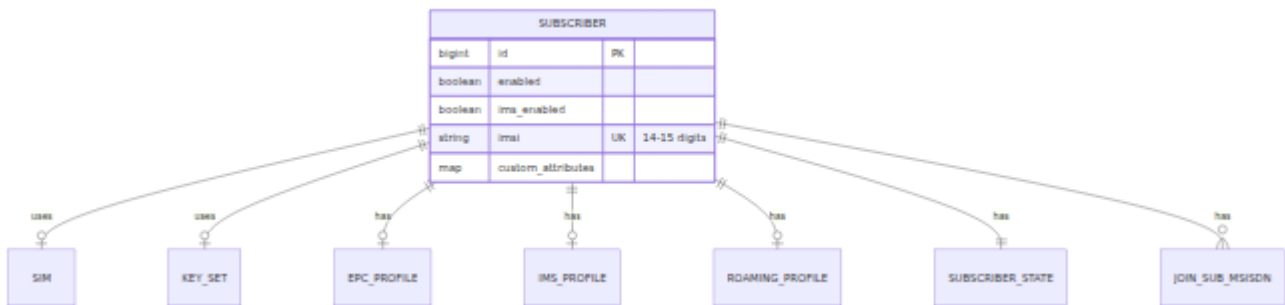 SUBSCRIBER
bigint id PK
boolean enabled
boolean ims_enabled
string imsi UK 14-15 digits
map custom_attributes
uses uses has has has has has
SIM KEY_SET EPC_PROFILE IMS_PROFILE ROAMING_PROFILE SUBSCRIBER_STATE JOIN_SUB_MSISDN